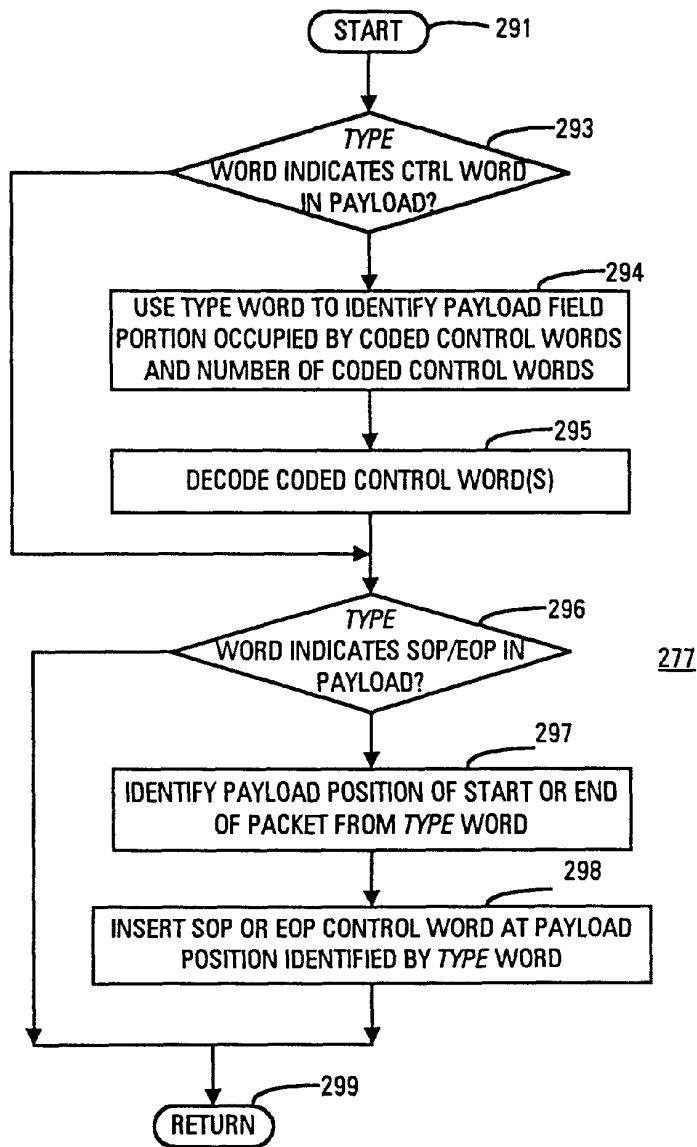 START
291
TYPE
293
WORD INDICATES CTRL WORD
IN PAYLOAD?
294
USE TYPE WORD TO IDENTIFY PAYLOAD FIELD
PORTION OCCUPIED BY CODED CONTROL WORDS
AND NUMBER OF CODED CONTROL WORDS
295
DECODE CODED CONTROL WORD(S)
TYPE
296
WORD INDICATES SOP/EOP IN
PAYLOAD?
277
297
IDENTIFY PAYLOAD POSITION OF START OR END
OF PACKET FROM TYPE WORD
298
INSERT SOP OR EOP CONTROL WORD AT PAYLOAD
POSITION IDENTIFIED BY TYPE WORD
299
RETURN